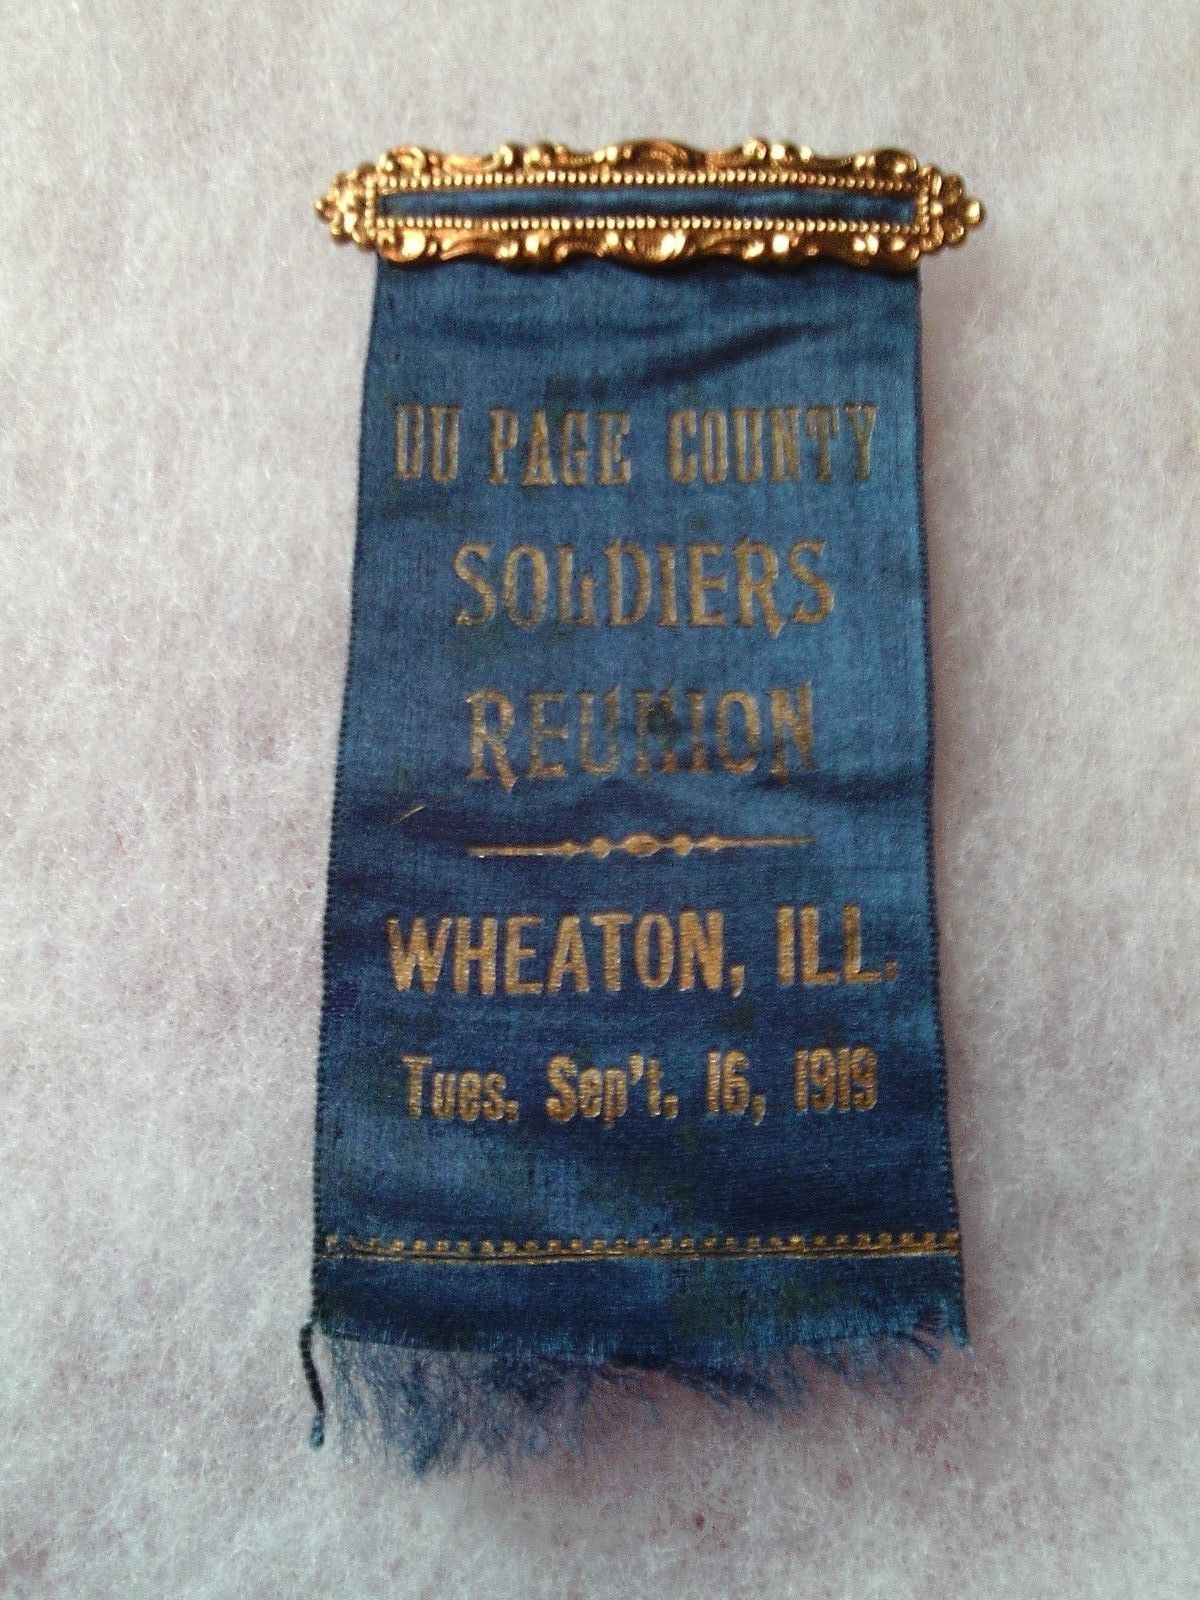 DU PAGE COUNTY
SOLDIERS
REUNION
WHEATON, ILL.
Tues. Sep't. 16, 1919